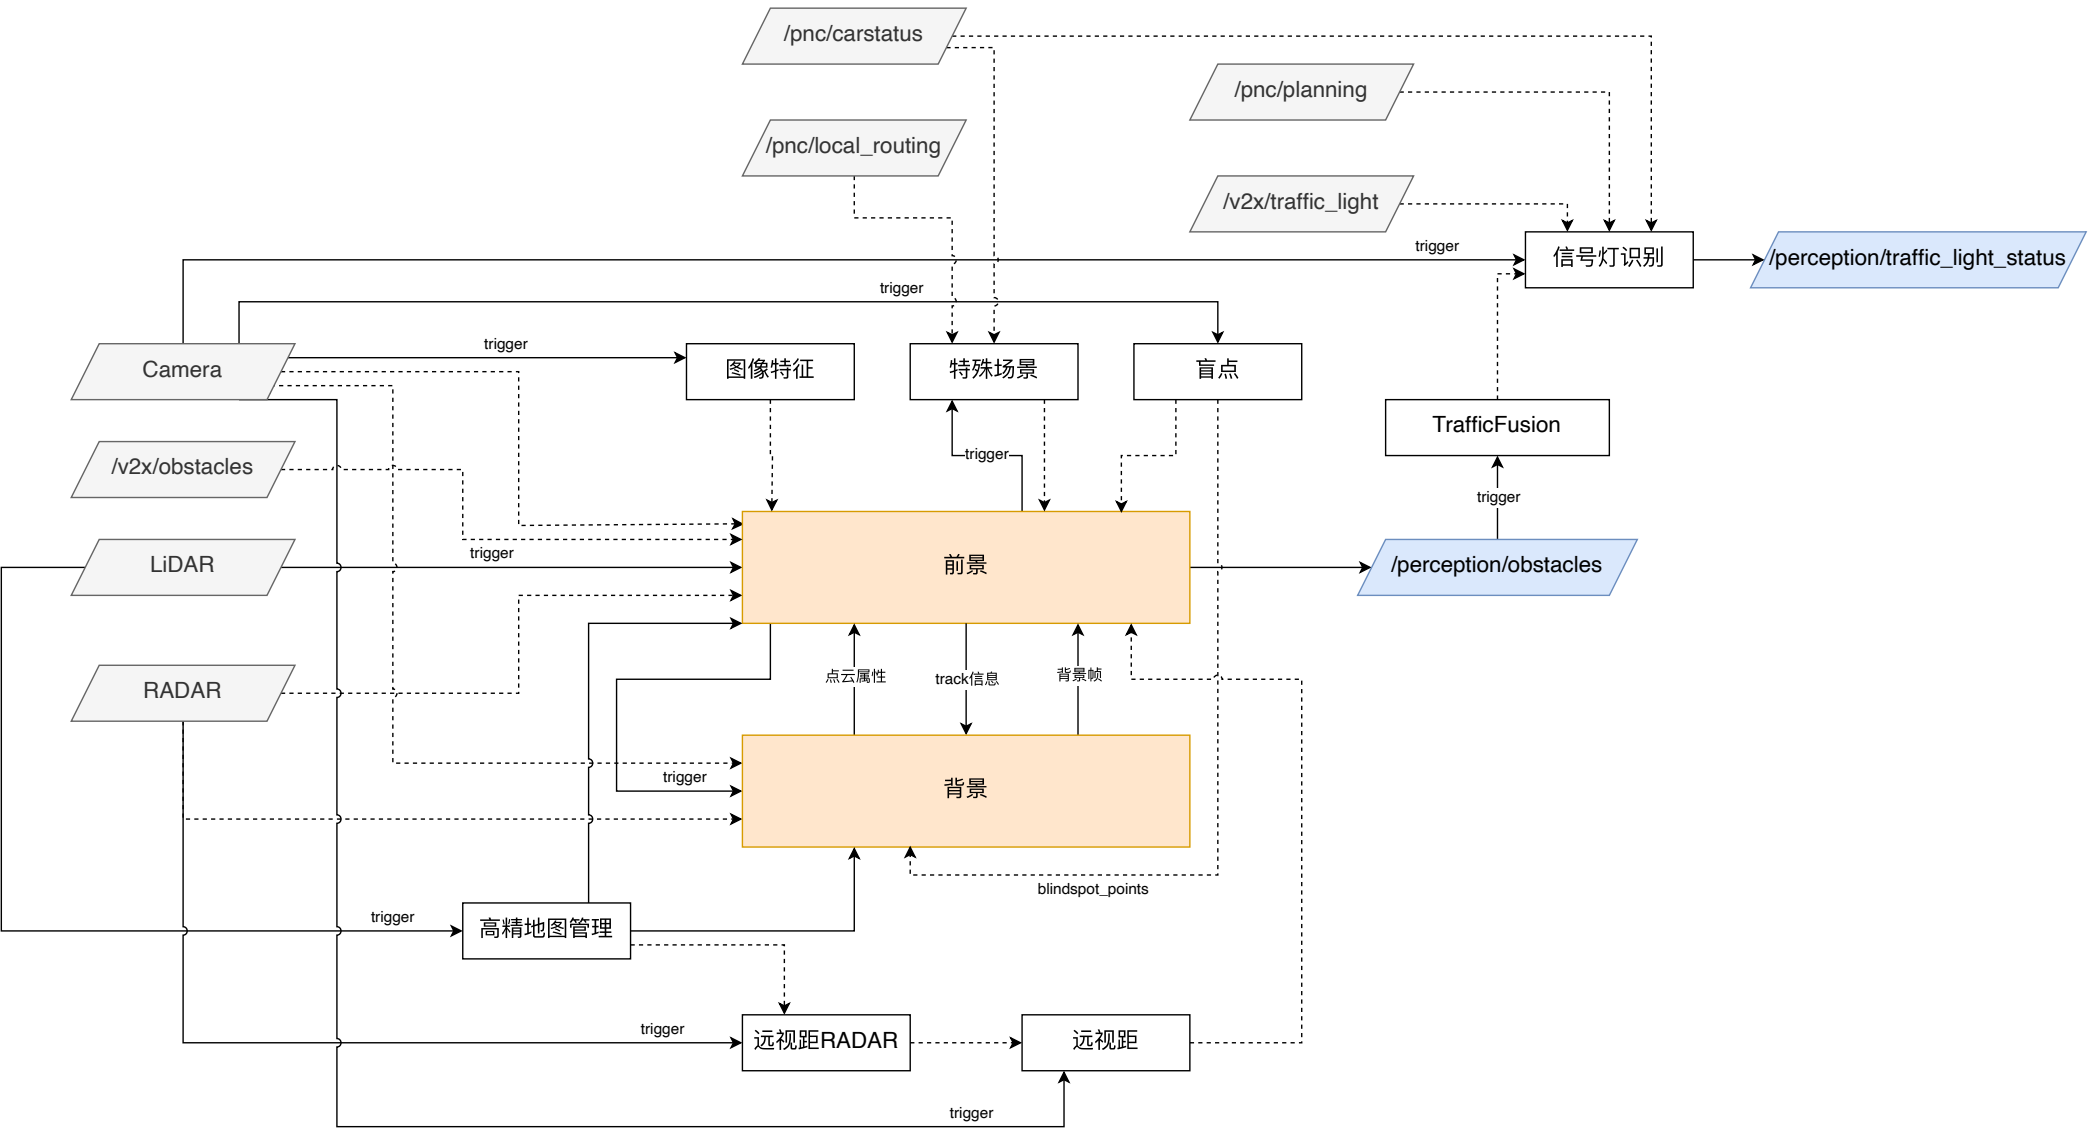 /pnc/carstatus
/pnc/planning
/pnc/local_routing
/v2x/traffic_light
trigger
信号灯识别
/perception/traffic_light_status
trigger
trigger
Camera
图像特征
特殊场景
盲点
TrafficFusion
trigger
/v2x/obstacles
trigger
trigger
LiDAR
前景
/perception/obstacles
点云属性
track信息
背景帧
RADAR
trigger
背景
blindspot_points
trigger
高精地图管理
trigger
远视距RADAR
远视距
trigger